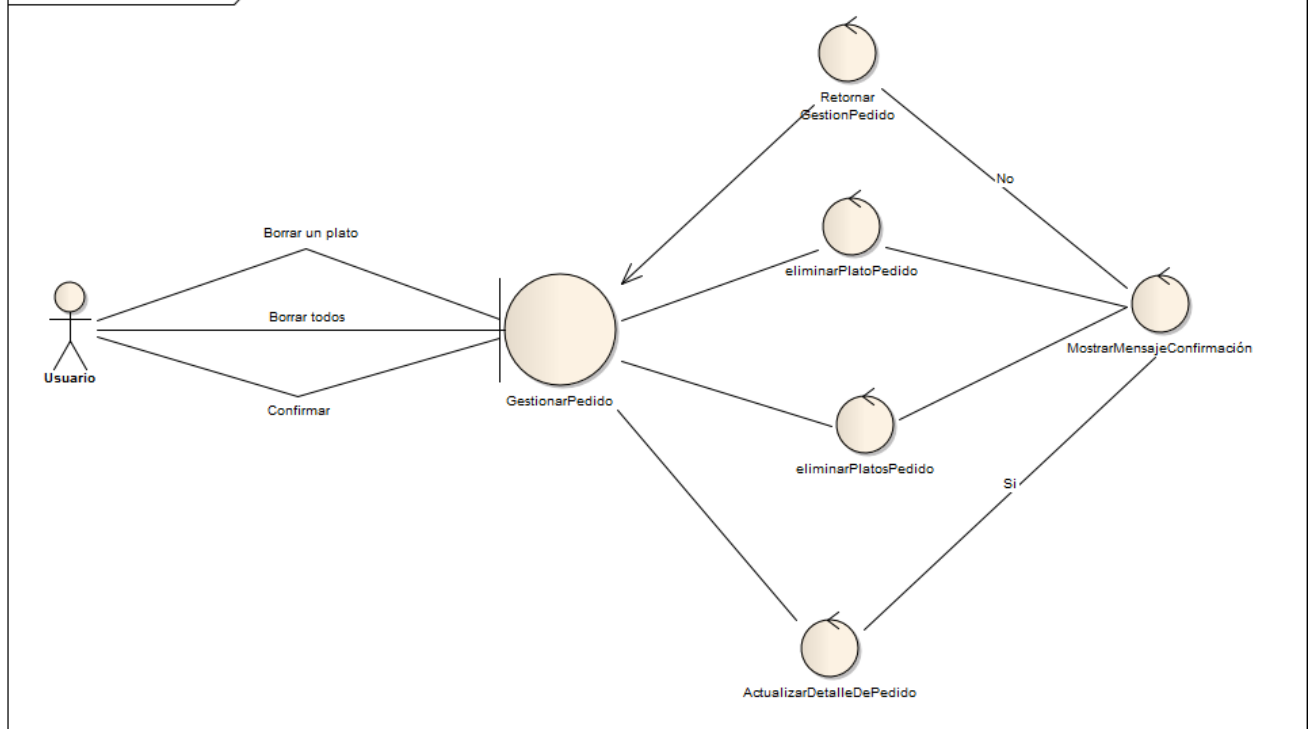 Retornar
GestionPedido
No
Borrar un plato
eliminarPlatoPedido
Borrar todos
MostrarMensajeConfirmación
Usuario
GestionarPedido
Confirmar
eliminarPlatosPedido
Si
ActualizarDetalleDePedido